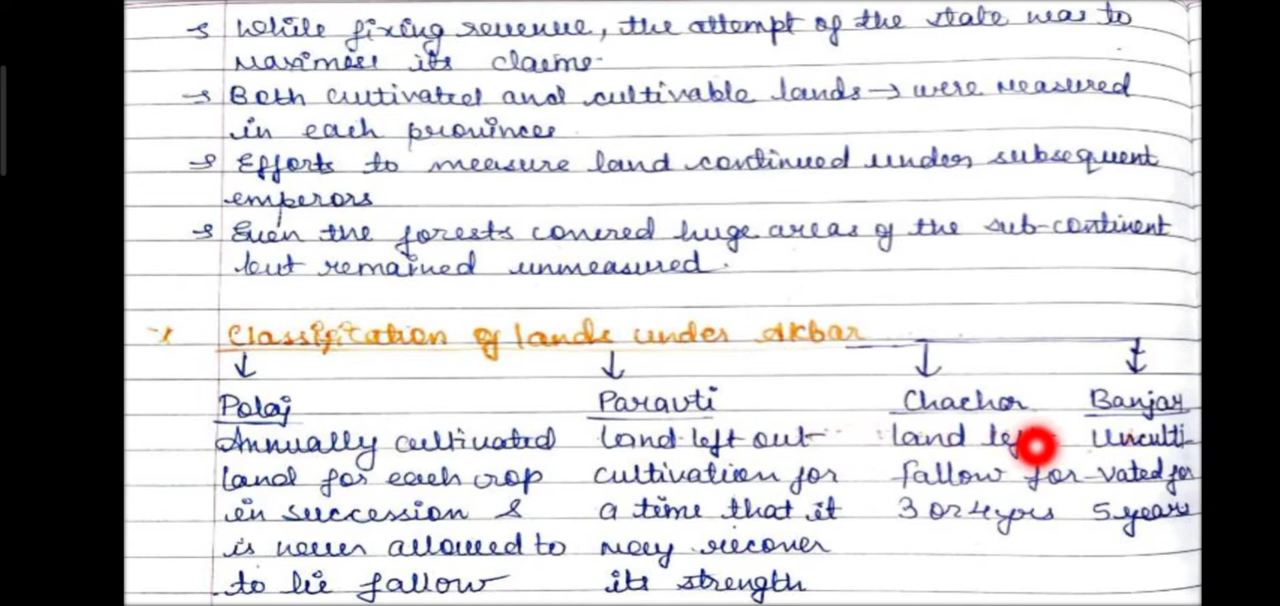 → While fixing revenue, the attempt of the state was to
maximise its claims.
→ Both cultivated and cultivable lands → were measured
in each province
→ Efforts to measure land continued under subsequent
emperors
→ Even the forests covered huge areas of the sub-continent
but remained unmeasured.
* Classification of lands under Akbar
↓ ↓ ↓ ↓
Polaj Parauti Chachor Banjar
Annually cultivated land left out land Unculti-
land for each crop cultivation for fallow for -vated for
in succession & a time that it 3 or 4 yrs 5 years
is never allowed to may recover
to lie fallow its strength